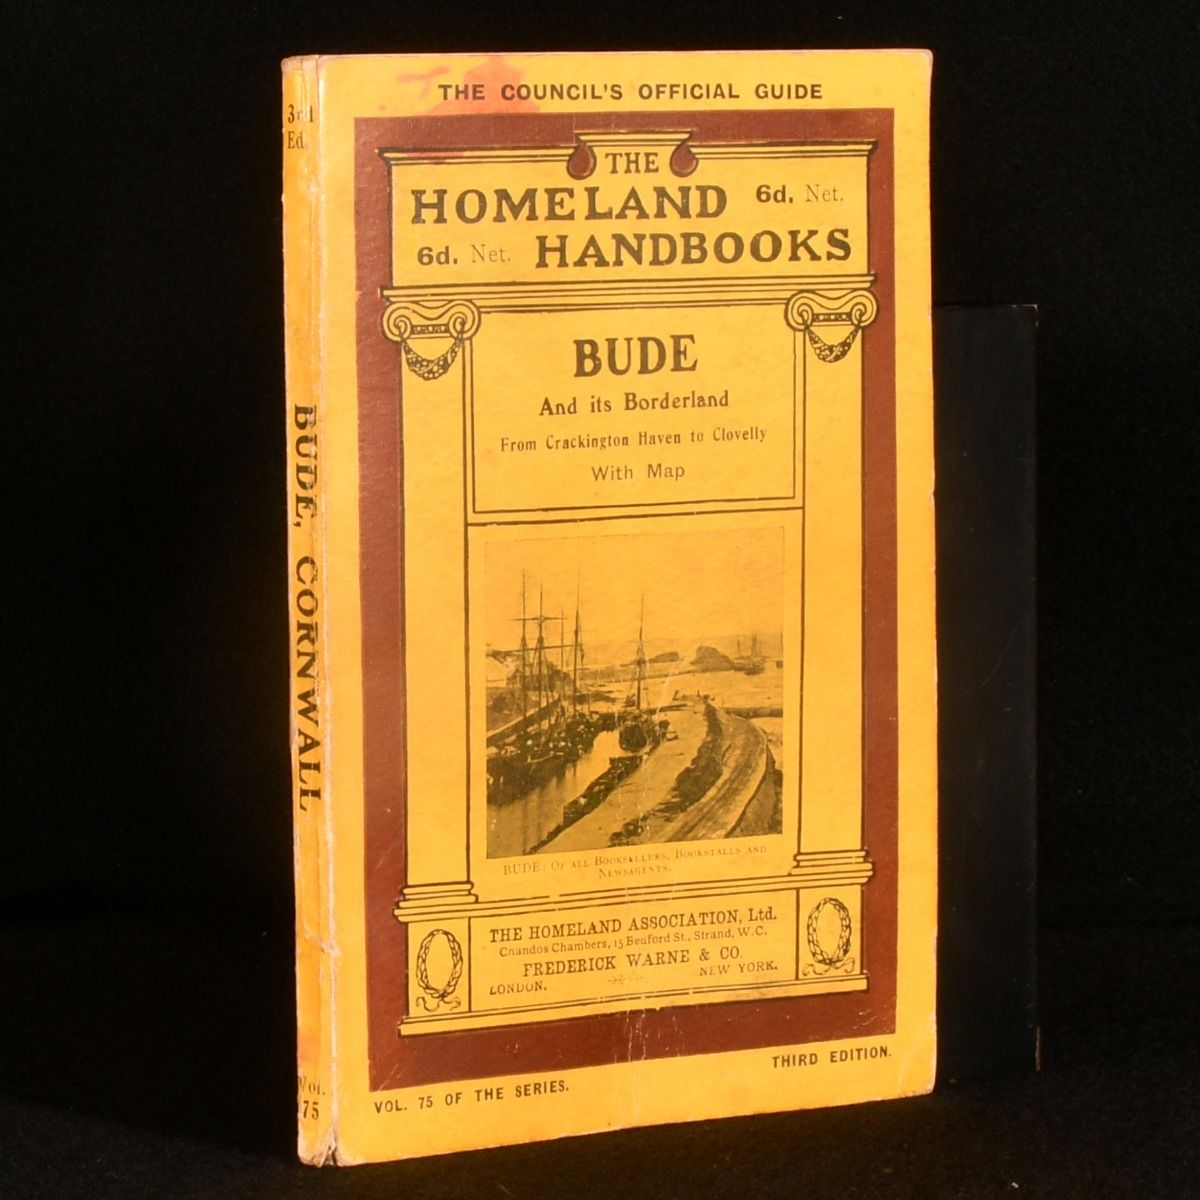 3rd
Ed
BUDE, CORNWALL
Vol.
75
THE COUNCIL'S OFFICIAL GUIDE
THE
HOMELAND 6d. Net.
6d. Net. HANDBOOKS
BUDE
And its Borderland
From Crackington Haven to Clovelly
With Map
BUDE: OF ALL BOOKSELLERS, BOOKSTALLS AND
NEWSAGENTS.
THE HOMELAND ASSOCIATION, Ltd.
Chandos Chambers, 15 Beuford St., Strand, W.C.
FREDERICK WARNE & CO.
LONDON. NEW YORK.
VOL. 75 OF THE SERIES. THIRD EDITION.